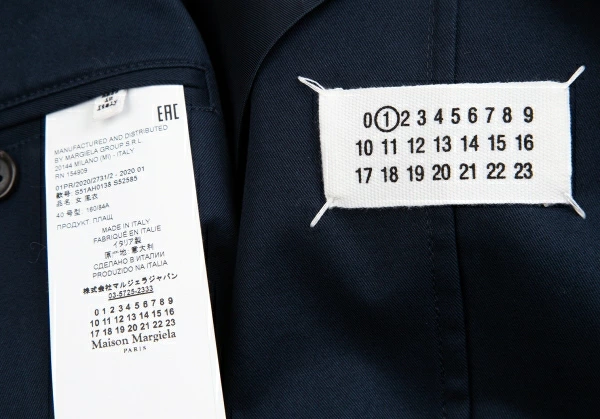 ITALY
EAC
MANUFACTURED AND DISTRIBUTED
BY MARGIELA GROUP S.R.L.
20144 MILANO (MI) - ITALY
RN 154909
01PR/2020/2731/2 - 2020 01
款号 S51AH0138 S52585
品名 女 風衣
40 号型 160/84A
ПРОДУКТ ПЛАЩ
MADE IN ITALY
FABRIQUÉ EN ITALIE
イタリア製
意大利
СДЕЛАНО В ИТАЛИИ
PRODUZIDO NA ITALIA
株式会社マルジェラジャパン
03-5725-2333
0 1 2 3 4 5 6 7 8 9
10 11 12 13 14 15 16
17 18 19 20 21 22 23
Maison Margiela
PARIS
0 1 2 3 4 5 6 7 8 9
10 11 12 13 14 15 16
17 18 19 20 21 22 23